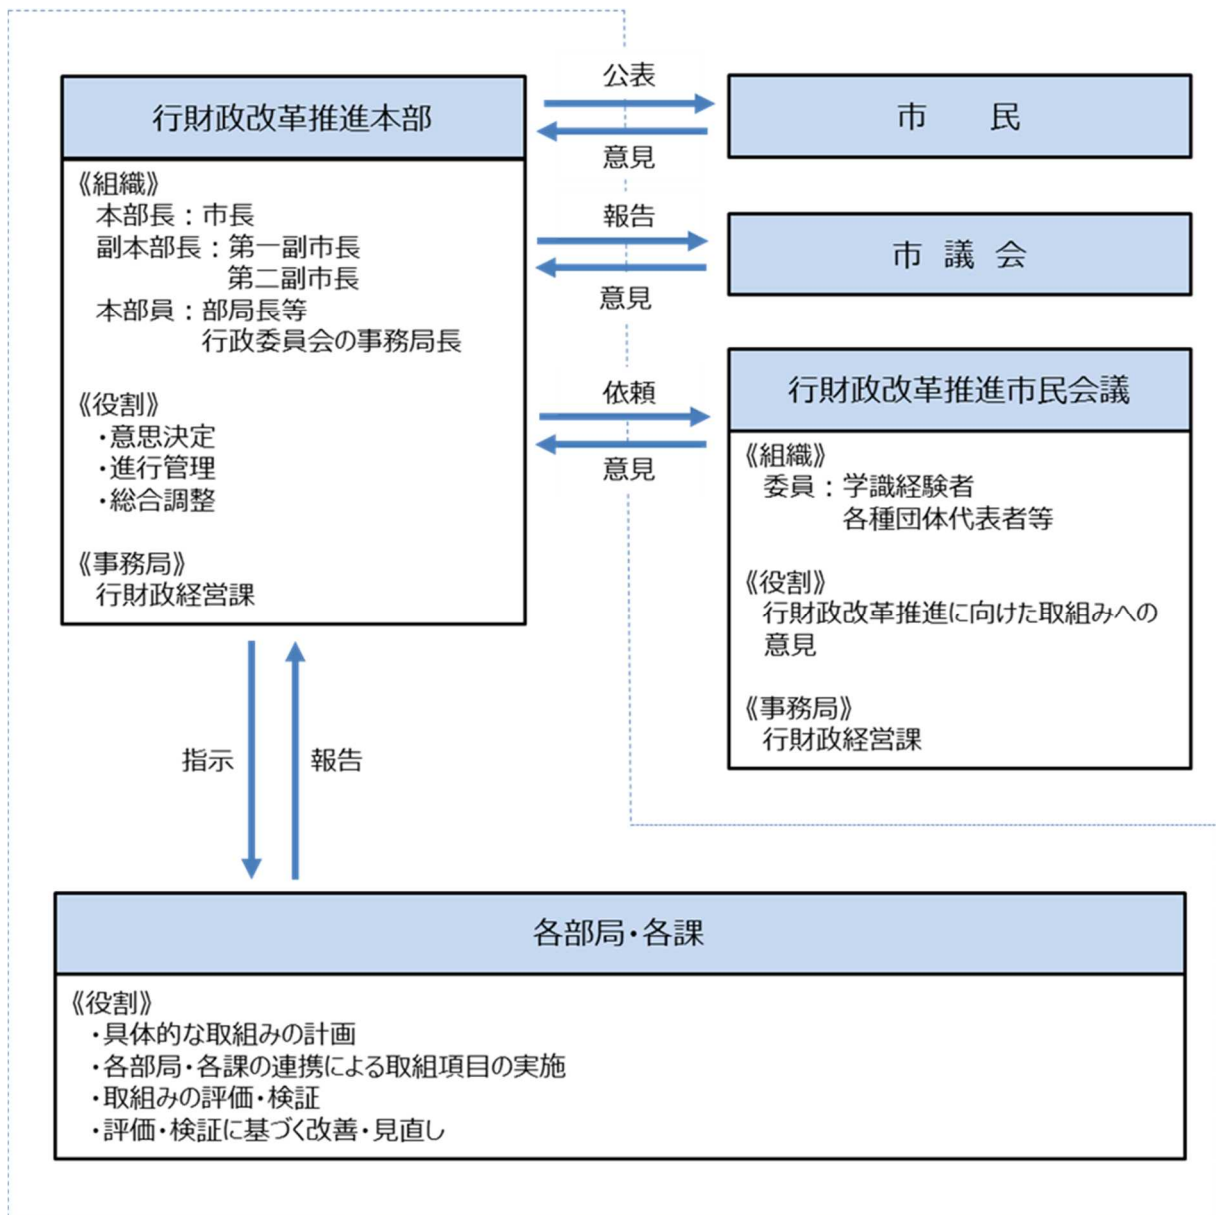 行財政改革推進本部
《組織》
本部長：市長
副本部長：第一副市長
第二副市長
本部員：部局長等
行政委員会の事務局長
《役割》
・意思決定
・進行管理
・総合調整
《事務局》
行財政経営課
公表
意見
市　民
報告
意見
市 議 会
依頼
意見
行財政改革推進市民会議
《組織》
委員：学識経験者
各種団体代表者等
《役割》
行財政改革推進に向けた取組みへの
意見
《事務局》
行財政経営課
指示
報告
各部局・各課
《役割》
・具体的な取組みの計画
・各部局・各課の連携による取組項目の実施
・取組みの評価・検証
・評価・検証に基づく改善・見直し